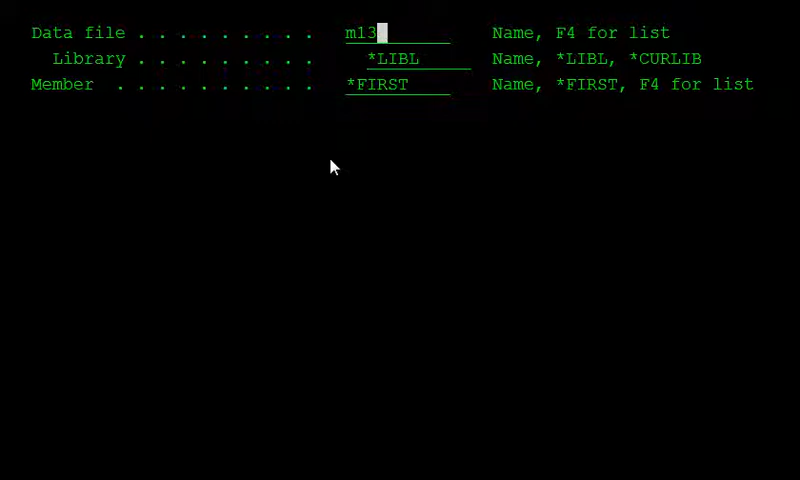 Data file . . . . . . . . . m13 Name, F4 for list
Library . . . . . . . . . *LIBL Name, *LIBL, *CURLIB
Member . . . . . . . . . . *FIRST Name, *FIRST, F4 for list